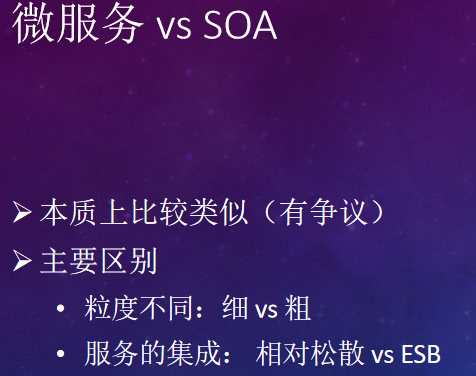 微服务 vs SOA
➢ 本质上比较类似（有争议）
➢ 主要区别
• 粒度不同：细 vs 粗
• 服务的集成： 相对松散 vs ESB